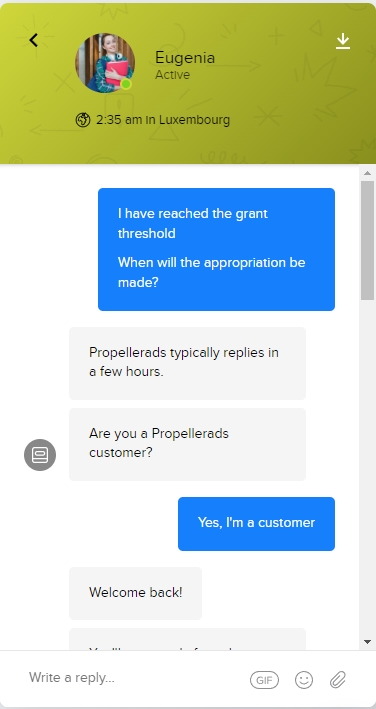 Eugenia
Active
2:35 am in Luxembourg
I have reached the grant
threshold
When will the appropriation be
made?
Propellerads typically replies in
a few hours.
Are you a Propellerads
customer?
Yes, I'm a customer
Welcome back!
Write a reply...
GIF